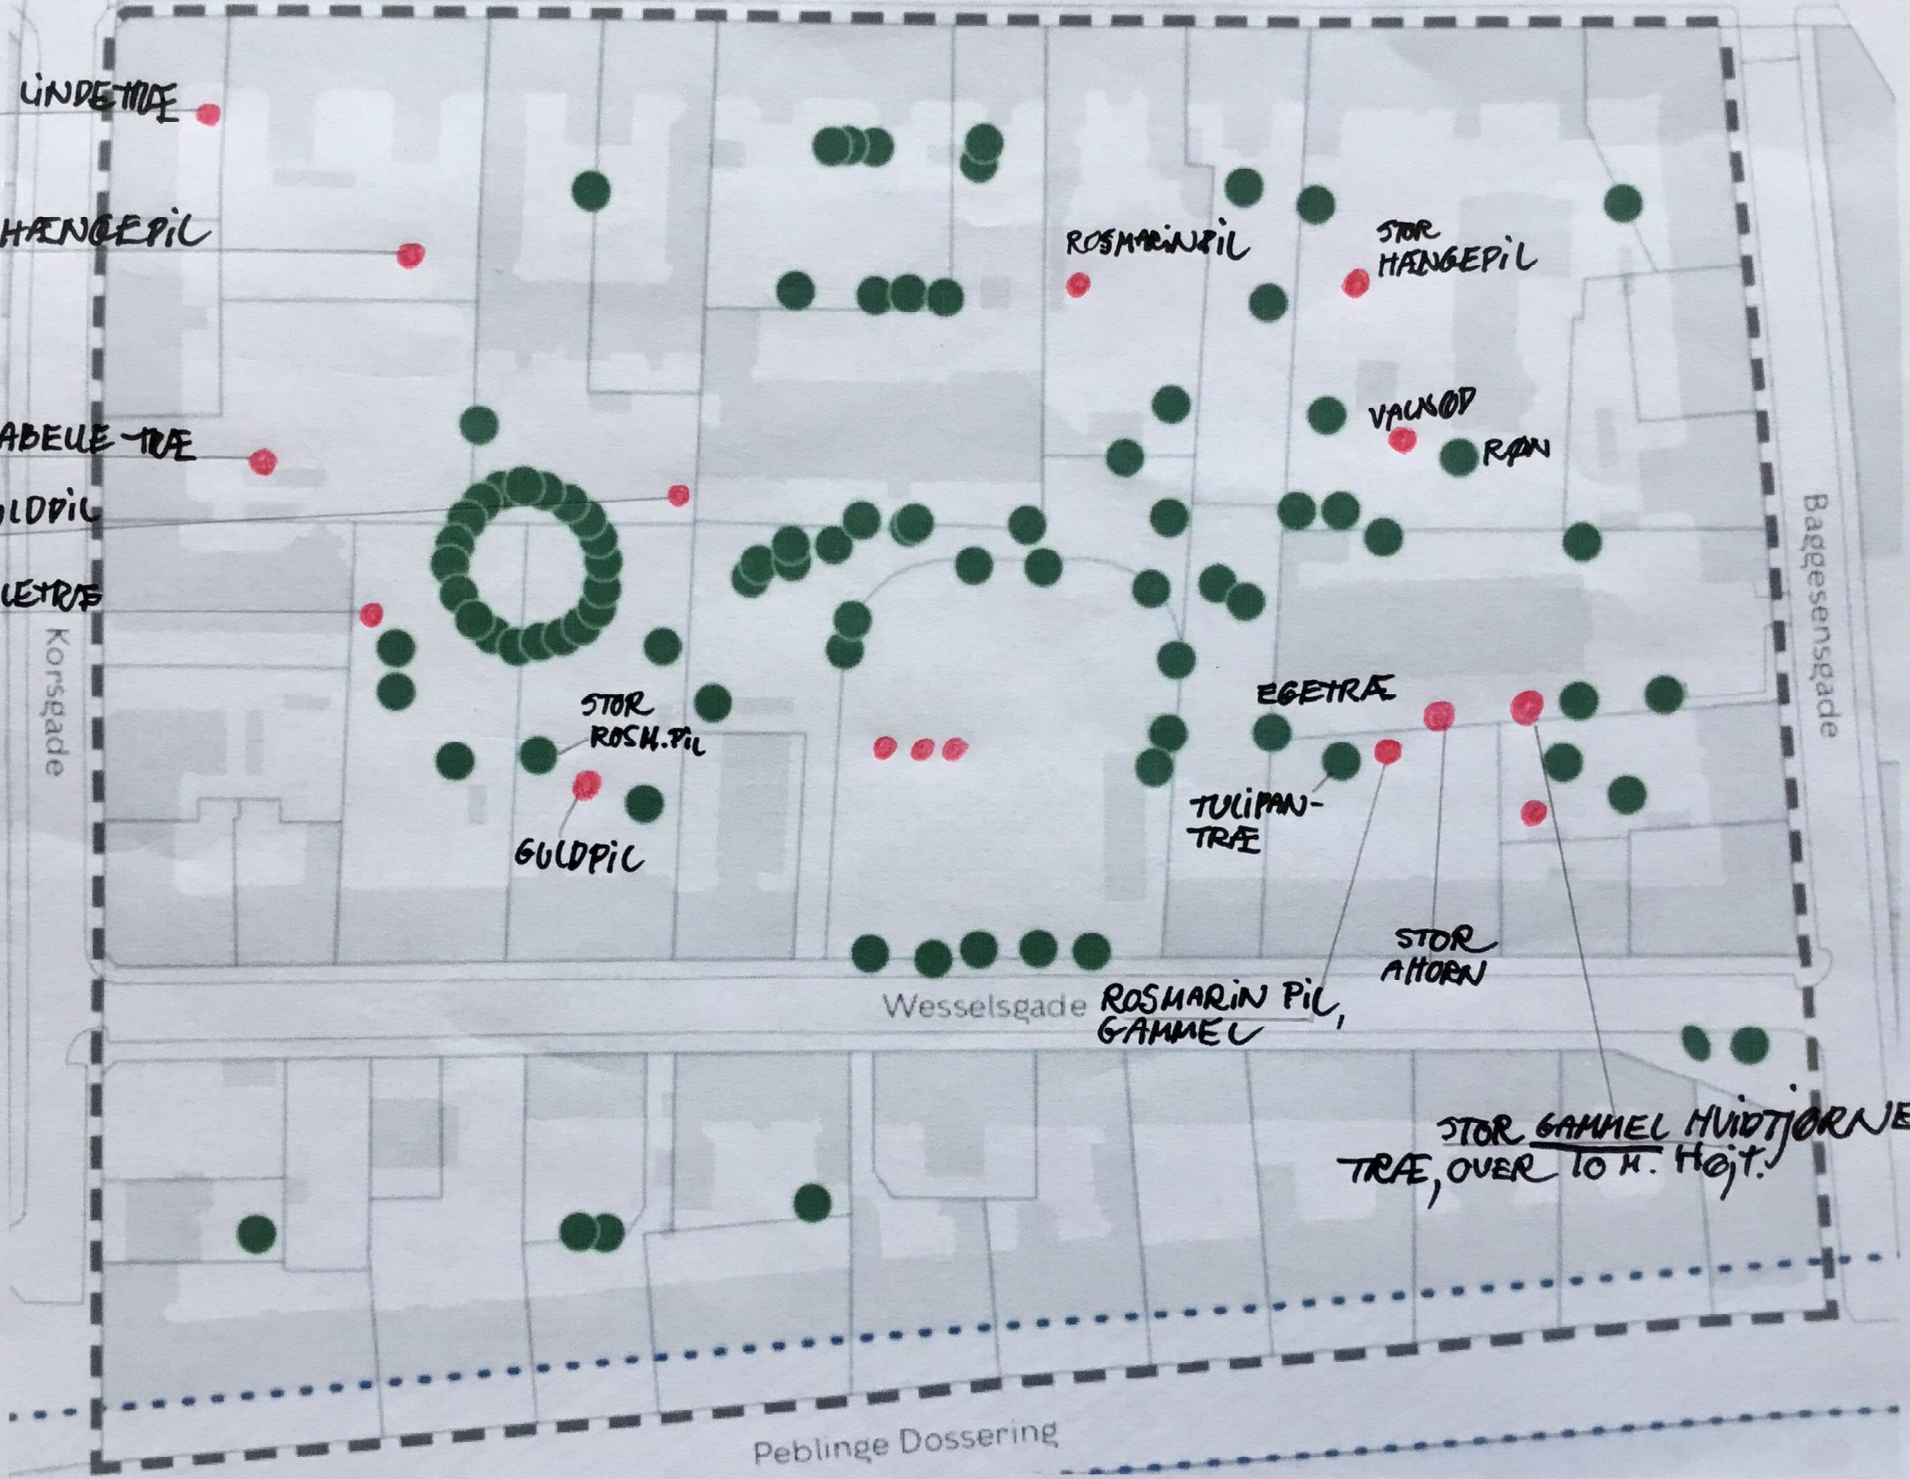 LINDETRÆ
HÆNGEPIL
ROSMARINPIL
STOR
HÆNGEPIL
VALNØD
RØN
ABELLE-TRÆ
LDPIL
LETRÆ
Korsgade
Baggesensgade
STOR
ROSM.PIL
GULDPIL
EGETRÆ
TULIPAN-
TRÆ
STOR
AHORN
Wesselsgade
ROSMARIN PIL,
GAMMEL
STOR GAMMEL HVIDTJØRNE
TRÆ, OVER 10 M. HØJT.
Peblinge Dossering